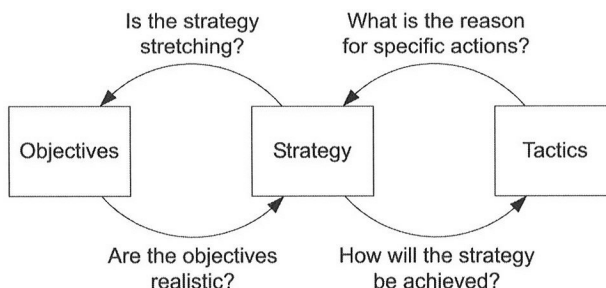 Is the strategy
stretching?
What is the reason
for specific actions?
Objectives
Strategy
Tactics
Are the objectives
realistic?
How will the strategy
be achieved?